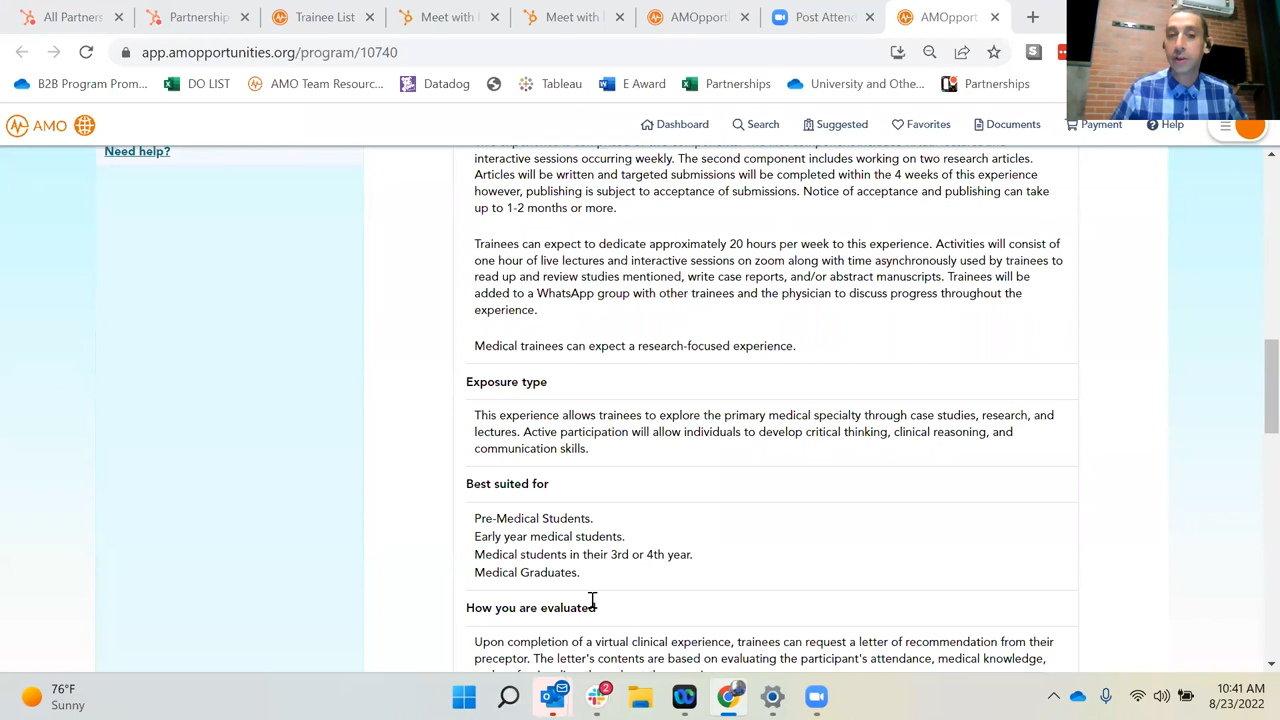 All Partners
Partnership
Trainee List
Meet with
Meet with
AMOpport
Post Attend
AMOpport
app.amopportunities.org/program/10740
B2B Program Prom...
DO LIST
AMO Team Resourc...
Datadog
Tableau
E Award
Partnerships
University and Othe...
Partnerships
AMO
Dashboard
Search
Suggested
Favorites
Documents
Payment
Help
Need help?
interactive sessions occurring weekly. The second component includes working on two research articles.
Articles will be written and targeted submissions will be completed within the 4 weeks of this experience
however, publishing is subject to acceptance of submissions. Notice of acceptance and publishing can take
up to 1-2 months or more.
Trainees can expect to dedicate approximately 20 hours per week to this experience. Activities will consist of
one hour of live lectures and interactive sessions on zoom along with time asynchronously used by trainees to
read up and review studies mentioned, write case reports, and/or abstract manuscripts. Trainees will be
added to a WhatsApp group with other trainees and the physician to discuss progress throughout the
experience.
Medical trainees can expect a research-focused experience.
Exposure type
This experience allows trainees to explore the primary medical specialty through case studies, research, and
lectures. Active participation will allow individuals to develop critical thinking, clinical reasoning, and
communication skills.
Best suited for
Pre-Medical Students.
Early year medical students.
Medical students in their 3rd or 4th year.
Medical Graduates.
How you are evaluated
Upon completion of a virtual clinical experience, trainees can request a letter of recommendation from their
preceptor. The letter's contents are based on evaluating the participant's attendance, medical knowledge,
76°F
Sunny
2
10:41 AM
8/23/2022